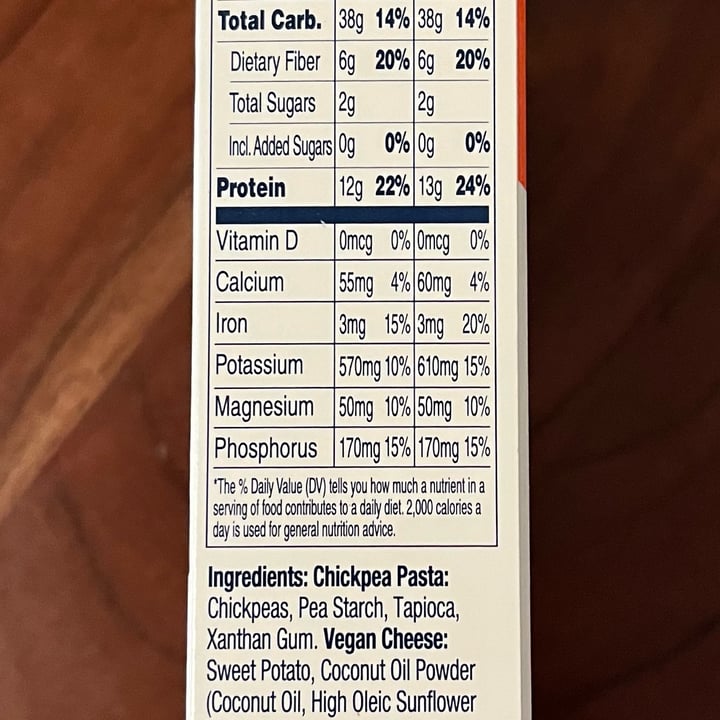 Total Carb. 38g 14% 38g 14%
Dietary Fiber 6g 20% 6g 20%
Total Sugars 2g 2g
Incl. Added Sugars 0g 0% 0g 0%
Protein 12g 22% 13g 24%
Vitamin D 0mcg 0% 0mcg 0%
Calcium 55mg 4% 60mg 4%
Iron 3mg 15% 3mg 20%
Potassium 570mg 10% 610mg 15%
Magnesium 50mg 10% 50mg 10%
Phosphorus 170mg 15% 170mg 15%
*The % Daily Value (DV) tells you how much a nutrient in a
serving of food contributes to a daily diet. 2,000 calories a
day is used for general nutrition advice.
Ingredients: Chickpea Pasta:
Chickpeas, Pea Starch, Tapioca,
Xanthan Gum. Vegan Cheese:
Sweet Potato, Coconut Oil Powder
(Coconut Oil, High Oleic Sunflower